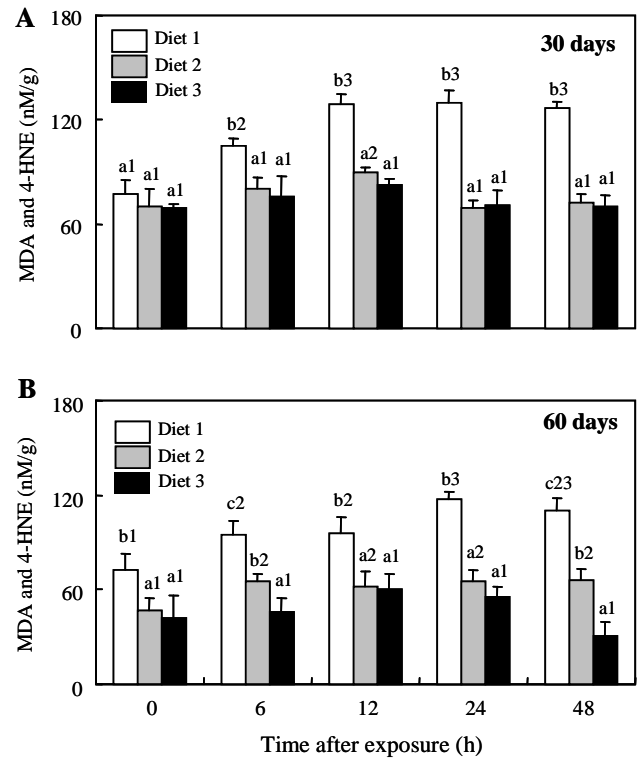 A
180
120
60
0
MDA and 4-HNE (nM/g)
Diet 1
Diet 2
Diet 3
30 days
a1 a1 a1
b2 a1 a1
b3 a2 a1
b3 a1 a1
b3 a1 a1
B
180
120
60
0
MDA and 4-HNE (nM/g)
Diet 1
Diet 2
Diet 3
60 days
b1 a1 a1
c2 b2 a1
b2 a2 a1
b3 a2 a1
c23 b2 a1
0 6 12 24 48
Time after exposure (h)